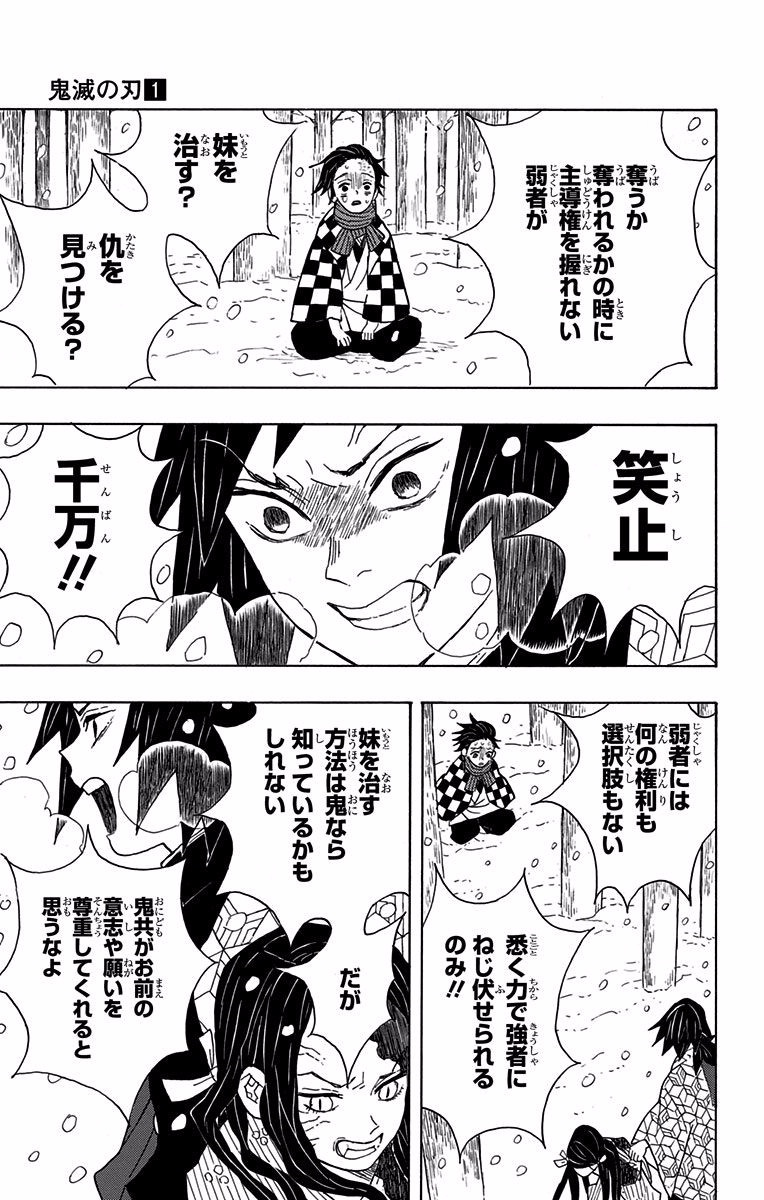 鬼滅の刃 1
奪うか
奪われるかの時に
主導権を握れない
弱者が
妹を
治す？
仇を
見つける？
笑止
千万！！
弱者には
何の権利も
選択肢もない
悉く力で強者に
ねじ伏せられる
のみ！！
妹を治す
方法は鬼なら
知っているかも
しれない
だが
鬼共がお前の
意志や願いを
尊重してくれると
思うなよ